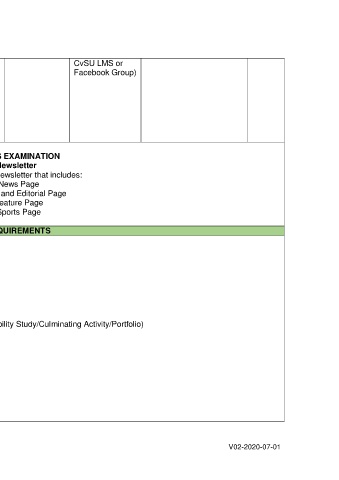 CvSU LMS or
Facebook Group)
EXAMINATION
Newsletter
ewsletter that includes:
News Page
and Editorial Page
eature Page
Sports Page
QUIREMENTS
ility Study/Culminating Activity/Portfolio)
V02-2020-07-01